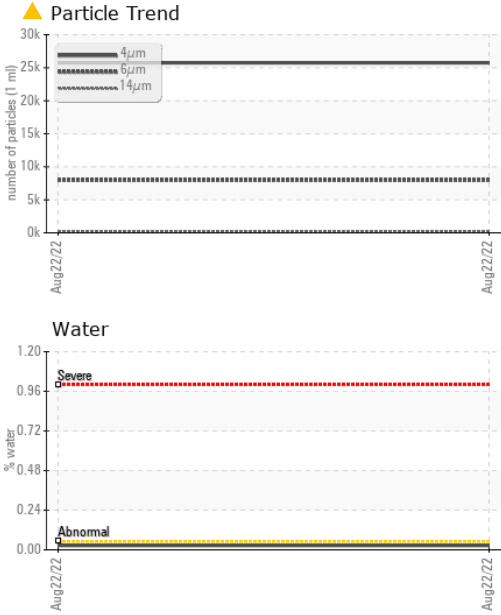 Particle Trend
30k
25k
20k
15k
10k
5k
0k
number of particles (1 ml)
4µm
6µm
14µm
Aug22/22
Aug22/22
Water
1.20
0.96
0.72
0.48
0.24
0.00
% water
Severe
Abnormal
Aug22/22
Aug22/22